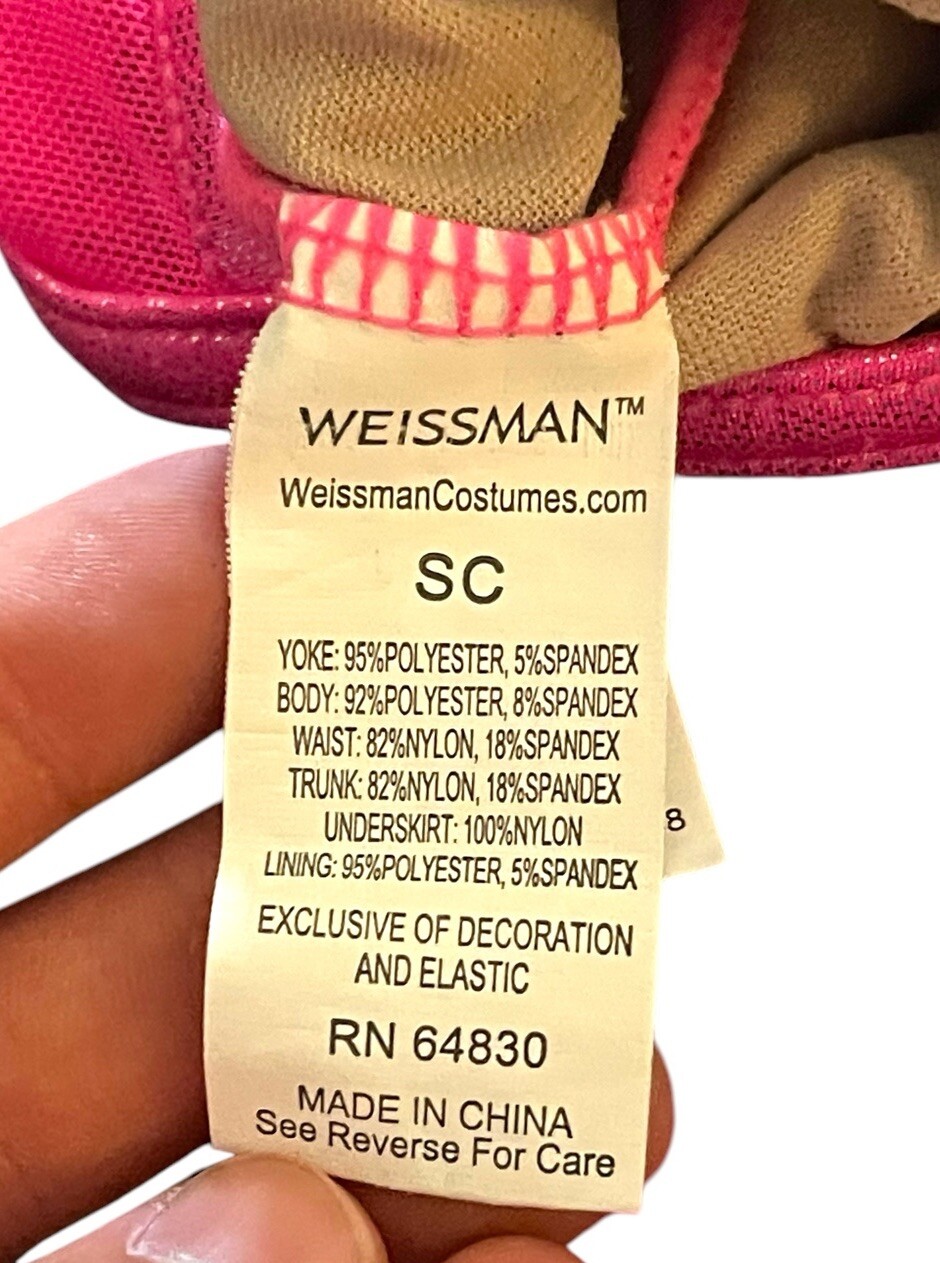 WEISSMAN™
WeissmanCostumes.com
SC
YOKE: 95%POLYESTER, 5%SPANDEX
BODY: 92%POLYESTER, 8%SPANDEX
WAIST: 82%NYLON, 18%SPANDEX
TRUNK: 82%NYLON, 18%SPANDEX
UNDERSKIRT: 100%NYLON
LINING: 95%POLYESTER, 5%SPANDEX
EXCLUSIVE OF DECORATION
AND ELASTIC
RN 64830
MADE IN CHINA
See Reverse For Care
8